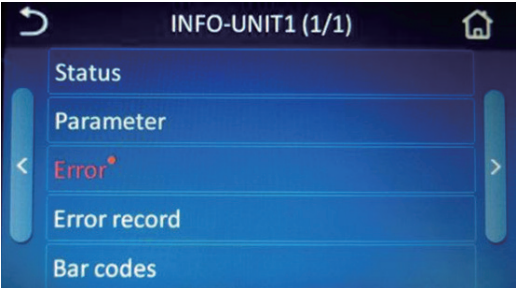 INFO-UNIT1 (1/1)
Status
Parameter
Error
Error record
Bar codes